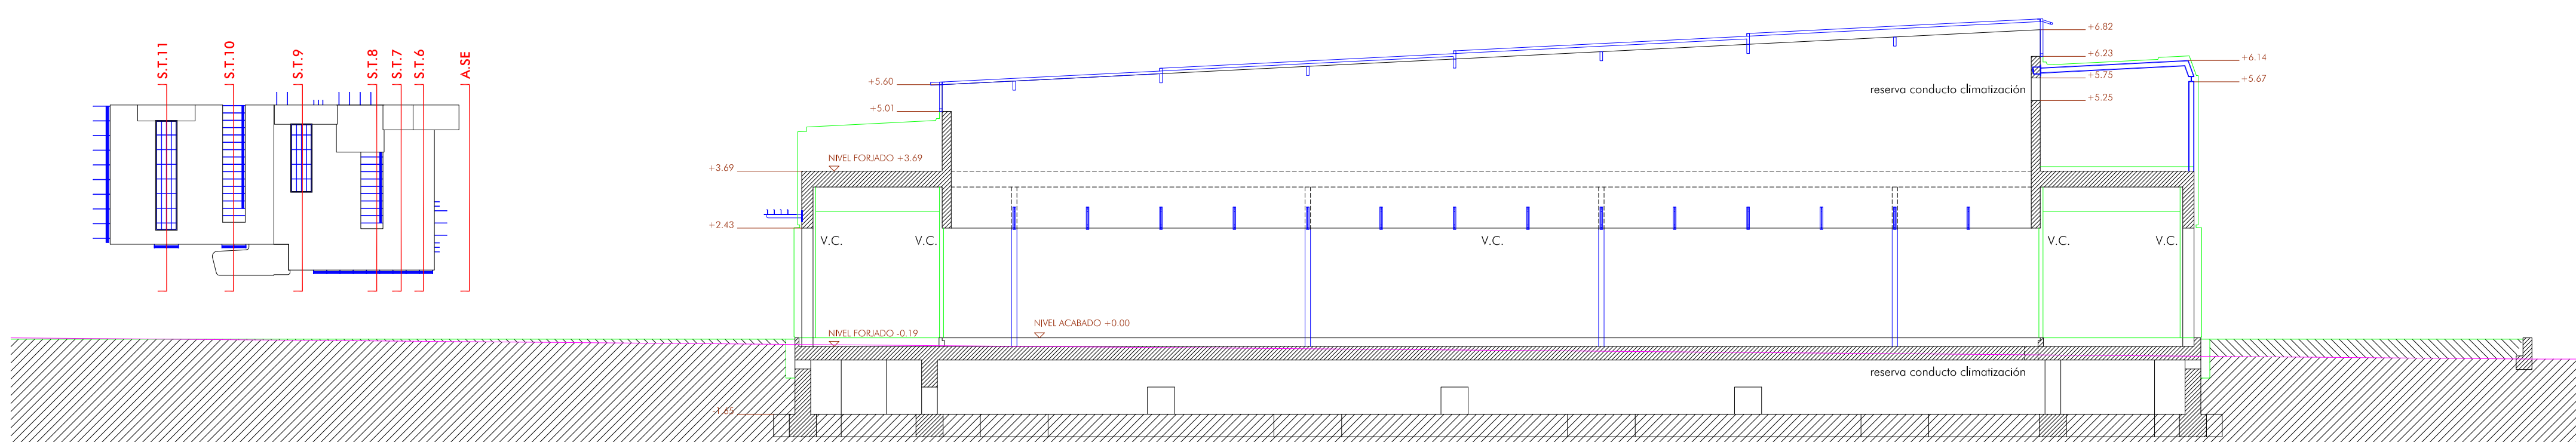 S.T.11
S.T.10
S.T.9
S.T.8
S.T.7
S.T.6
A.SE
+6.82
+6.23
+6.14
+5.60
+5.75
+5.67
reserva conducto climatización
+5.25
+5.01
NIVEL FORJADO +3.69
+3.69
+2.43
V.C.
V.C.
V.C.
V.C.
V.C.
NIVEL ACABADO +0.00
NIVEL FORJADO -0.19
reserva conducto climatización
-1.65